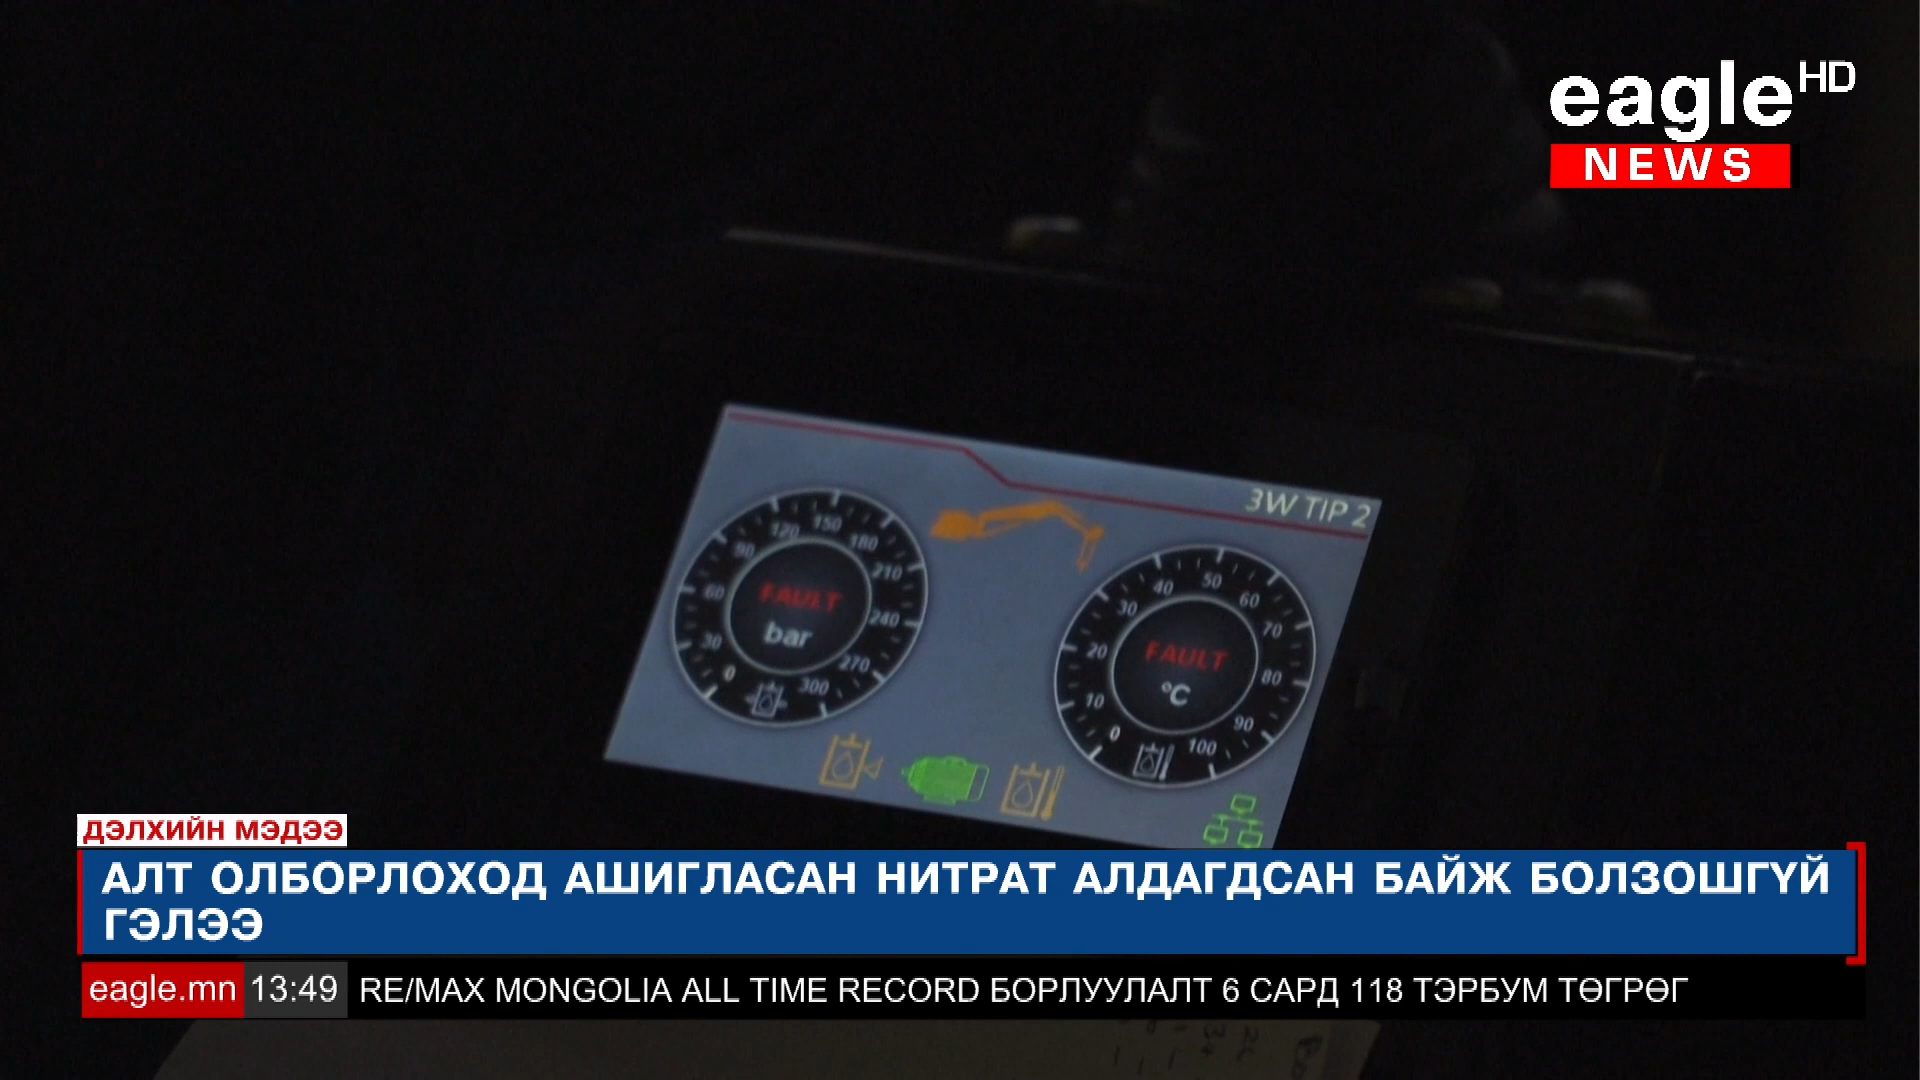 eagle HD
NEWS
3W TIP 2
0 30 60 90 120 150 180 210 240 270 300
FAULT
bar
0 10 20 30 40 50 60 70 80 90 100
FAULT
°C
ДЭЛХИЙН МЭДЭЭ
АЛТ ОЛБОРЛОХОД АШИГЛАСАН НИТРАТ АЛДАГДСАН БАЙЖ БОЛЗОШГҮЙ
ГЭЛЭЭ
eagle.mn 13:49 RE/MAX MONGOLIA ALL TIME RECORD БОРЛУУЛАЛТ 6 САРД 118 ТЭРБУМ ТӨГРӨГ